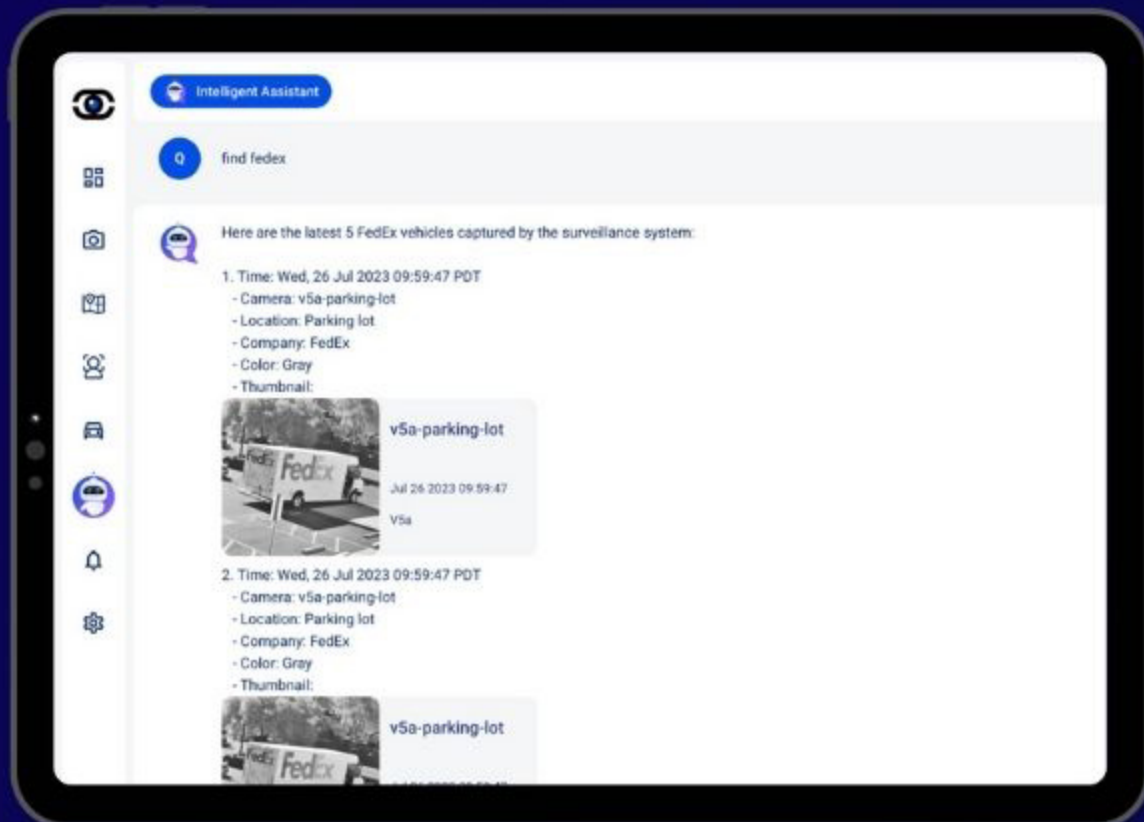 Intelligent Assistant
Q
find fedex
Here are the latest 5 FedEx vehicles captured by the surveillance system:
1. Time: Wed, 26 Jul 2023 09:59:47 PDT
- Camera: v5a-parking-lot
- Location: Parking lot
- Company: FedEx
- Color: Gray
- Thumbnail:
FedEx
FedEx
v5a-parking-lot
Jul 26 2023 09:59:47
V5a
2. Time: Wed, 26 Jul 2023 09:59:47 PDT
- Camera: v5a-parking-lot
- Location: Parking lot
- Company: FedEx
- Color: Gray
- Thumbnail:
FedEx
FedEx
v5a-parking-lot